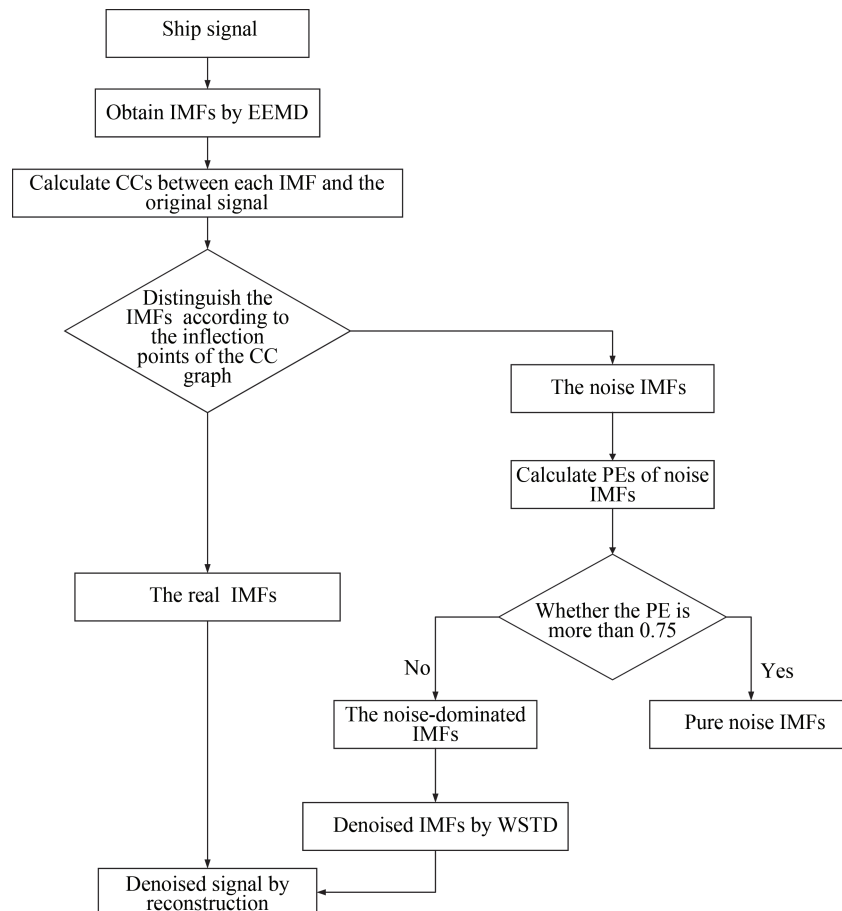 Ship signal
Obtain IMFs by EEMD
Calculate CCs between each IMF and the
original signal
Distinguish the
IMFs according to
the inflection
points of the CC
graph
The noise IMFs
Calculate PEs of noise
IMFs
The real IMFs
Whether the PE is
more than 0.75
No
Yes
The noise-dominated
IMFs
Pure noise IMFs
Denoised IMFs by WSTD
Denoised signal by
reconstruction